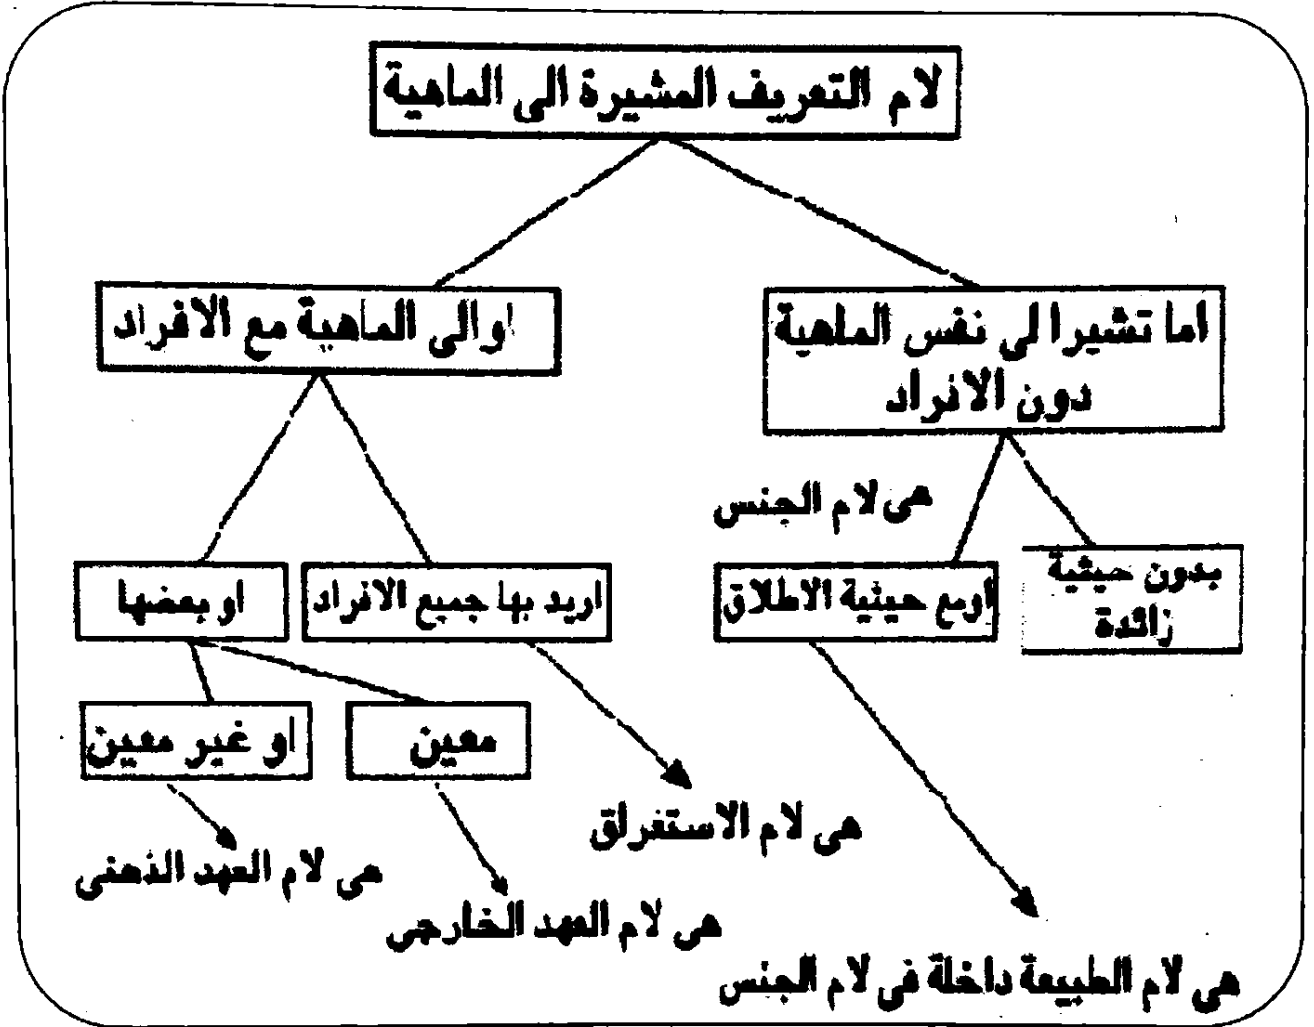 لام التعريف المشيرة الى الماهية
اما تشيرا لى نفس الماهية
دون الافراد
او الى الماهية مع الافراد
هى لام الجنس
بدون حيثية
زائدة
اومع حيثية الاطلاق
اريد بها جميع الافراد
او بعضها
معين
او غير معين
هى لام الاستغراق
هى لام العهد الذهنى
هى لام العهد الخارجى
هى لام الطبيعة داخلة فى لام الجنس